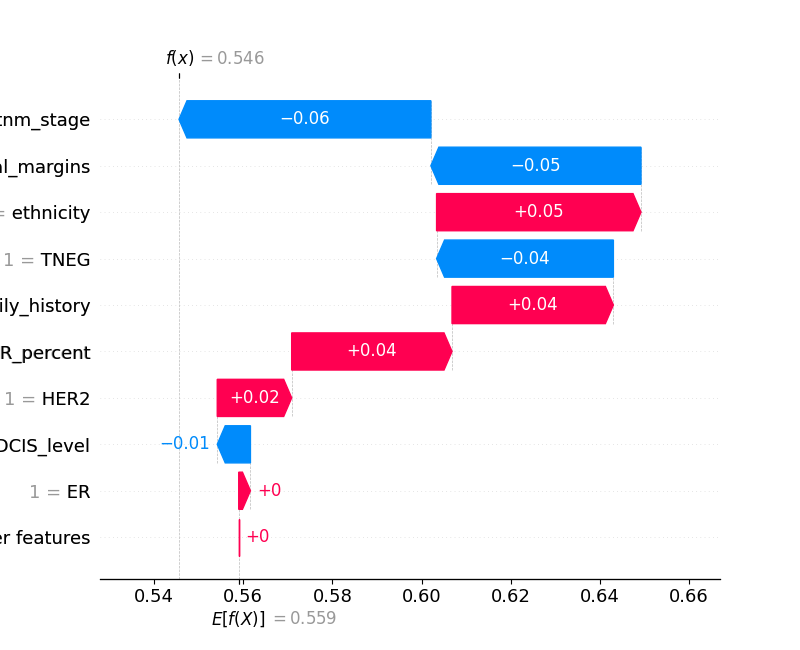 f(x) = 0.546
tnm_stage −0.06
l_margins −0.05
= ethnicity +0.05
1 = TNEG −0.04
ily_history +0.04
R_percent +0.04
1 = HER2 +0.02
DCIS_level −0.01
1 = ER +0
er features +0
0.54 0.56 0.58 0.60 0.62 0.64 0.66
E[f(X)] = 0.559